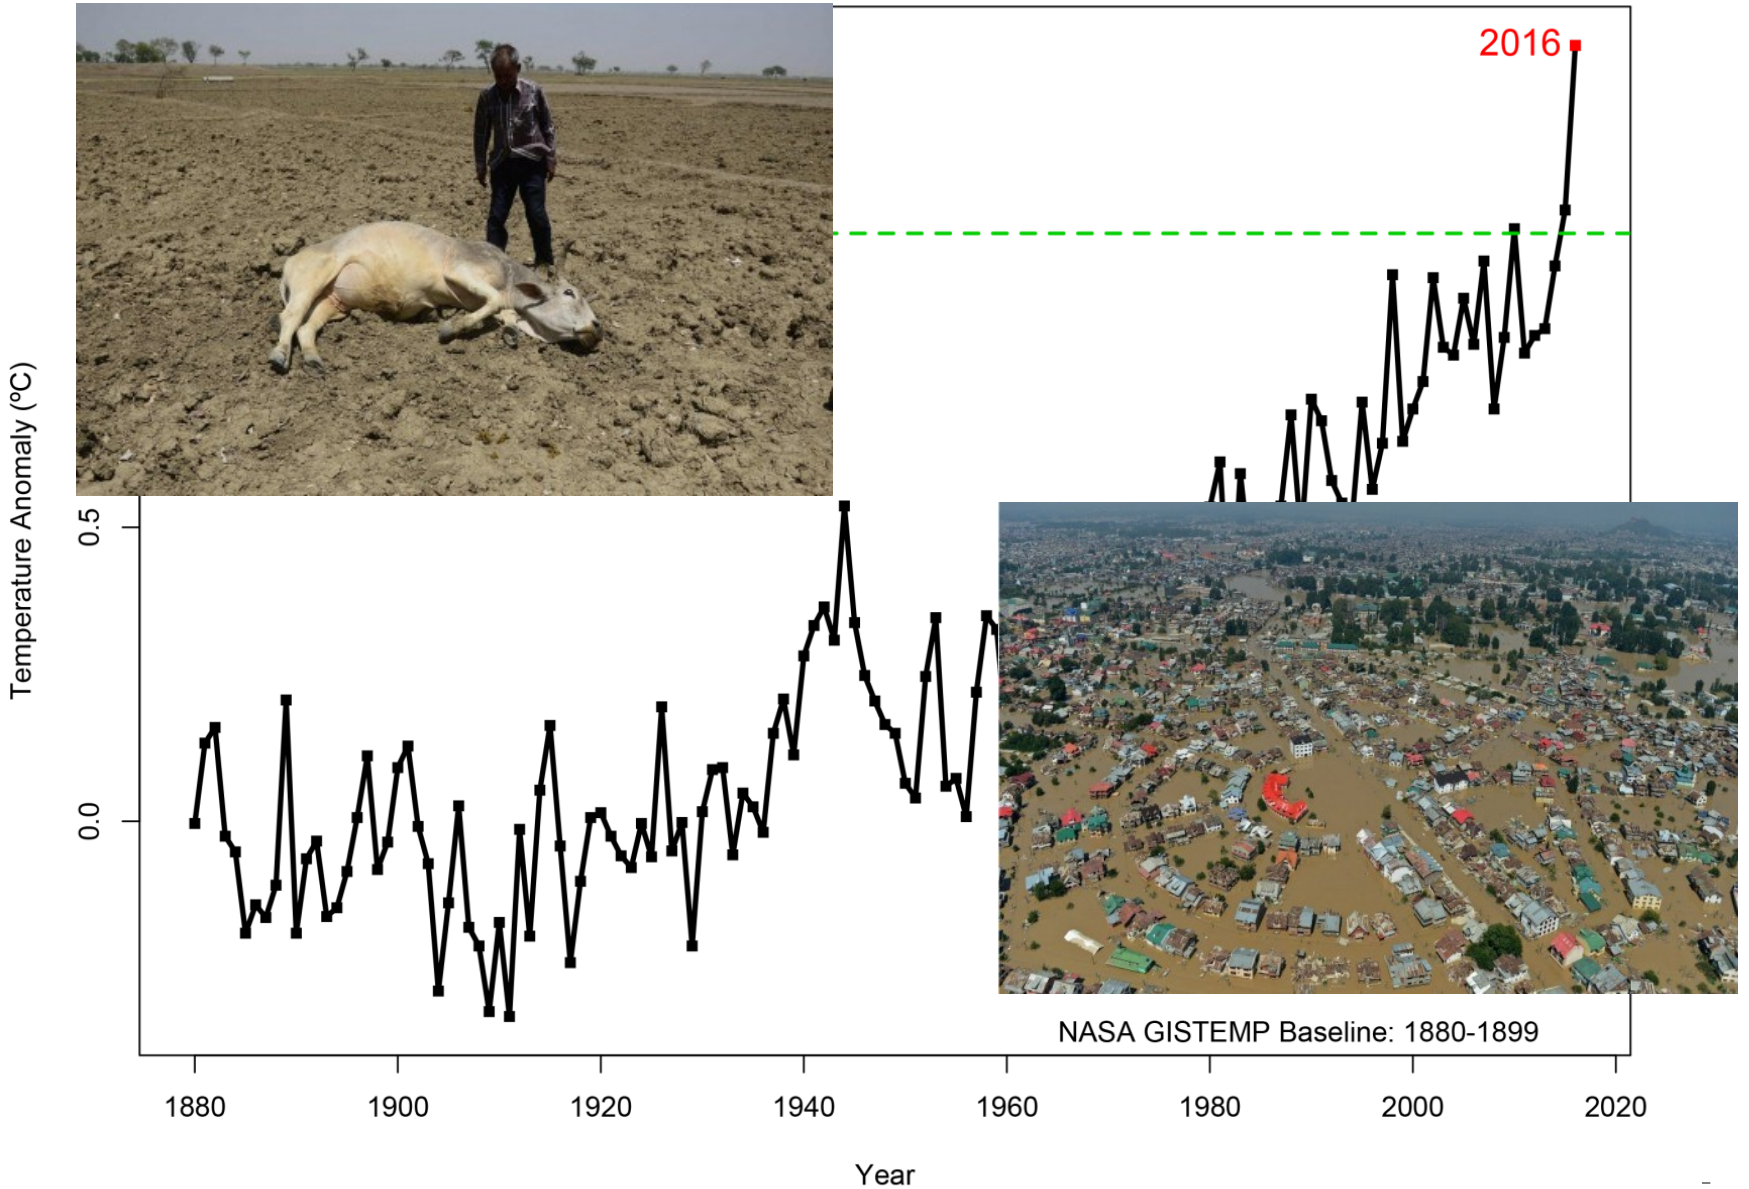 2016
Temperature Anomaly (ºC)
0.5
0.0
NASA GISTEMP Baseline: 1880-1899
1880 1900 1920 1940 1960 1980 2000 2020
Year